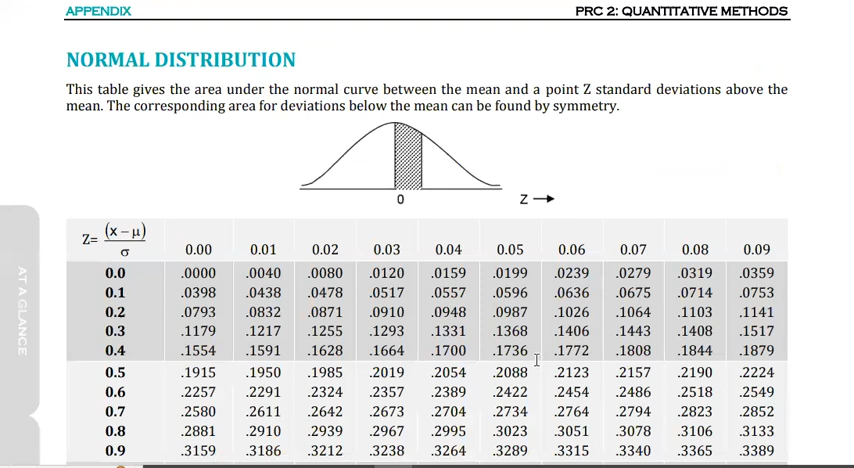 APPENDIX PRC 2: QUANTITATIVE METHODS
NORMAL DISTRIBUTION
This table gives the area under the normal curve between the mean and a point Z standard deviations above the
mean. The corresponding area for deviations below the mean can be found by symmetry.
0 Z →
Z= (x – μ) / σ 0.00 0.01 0.02 0.03 0.04 0.05 0.06 0.07 0.08 0.09
0.0 .0000 .0040 .0080 .0120 .0159 .0199 .0239 .0279 .0319 .0359
0.1 .0398 .0438 .0478 .0517 .0557 .0596 .0636 .0675 .0714 .0753
0.2 .0793 .0832 .0871 .0910 .0948 .0987 .1026 .1064 .1103 .1141
0.3 .1179 .1217 .1255 .1293 .1331 .1368 .1406 .1443 .1408 .1517
0.4 .1554 .1591 .1628 .1664 .1700 .1736 .1772 .1808 .1844 .1879
0.5 .1915 .1950 .1985 .2019 .2054 .2088 .2123 .2157 .2190 .2224
0.6 .2257 .2291 .2324 .2357 .2389 .2422 .2454 .2486 .2518 .2549
0.7 .2580 .2611 .2642 .2673 .2704 .2734 .2764 .2794 .2823 .2852
0.8 .2881 .2910 .2939 .2967 .2995 .3023 .3051 .3078 .3106 .3133
0.9 .3159 .3186 .3212 .3238 .3264 .3289 .3315 .3340 .3365 .3389
AT A GLANCE